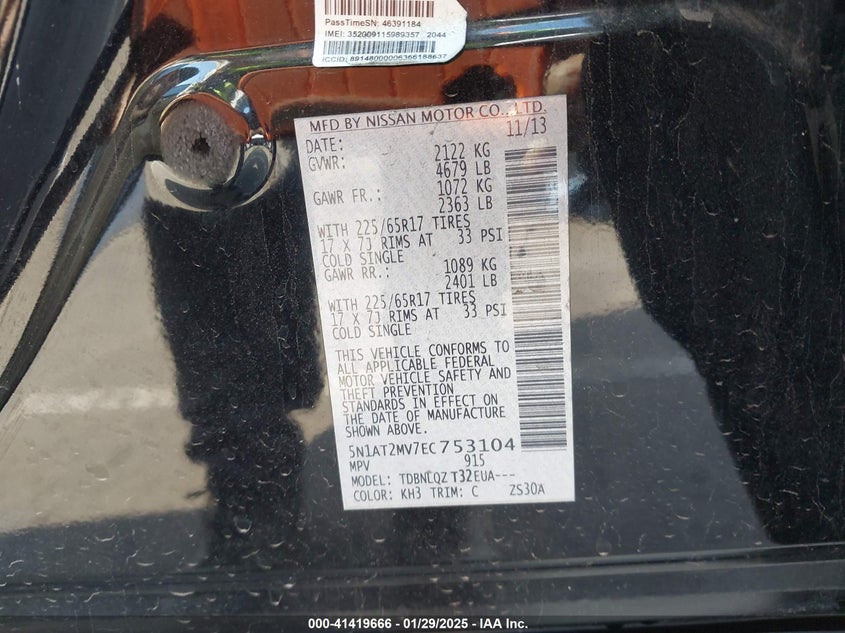 PassTimeSN: 46391184
IMEI: 352009115989357 2044
ICCID: 89148000006366188637
MFD BY NISSAN MOTOR CO., LTD.
DATE: 11/13
GVWR: 2122 KG
4679 LB
GAWR FR.: 1072 KG
2363 LB
WITH 225/65R17 TIRES
17 X 7J RIMS AT 33 PSI
COLD SINGLE
GAWR RR.: 1089 KG
2401 LB
WITH 225/65R17 TIRES
17 X 7J RIMS AT 33 PSI
COLD SINGLE
THIS VEHICLE CONFORMS TO
ALL APPLICABLE FEDERAL
MOTOR VEHICLE SAFETY AND
THEFT PREVENTION
STANDARDS IN EFFECT ON
THE DATE OF MANUFACTURE
SHOWN ABOVE.
5N1AT2MV7EC753104
MPV 915
MODEL: TDBNLQZ T32EUA---
COLOR: KH3 TRIM: C ZS30A
000-41419666 - 01/29/2025 - IAA Inc.